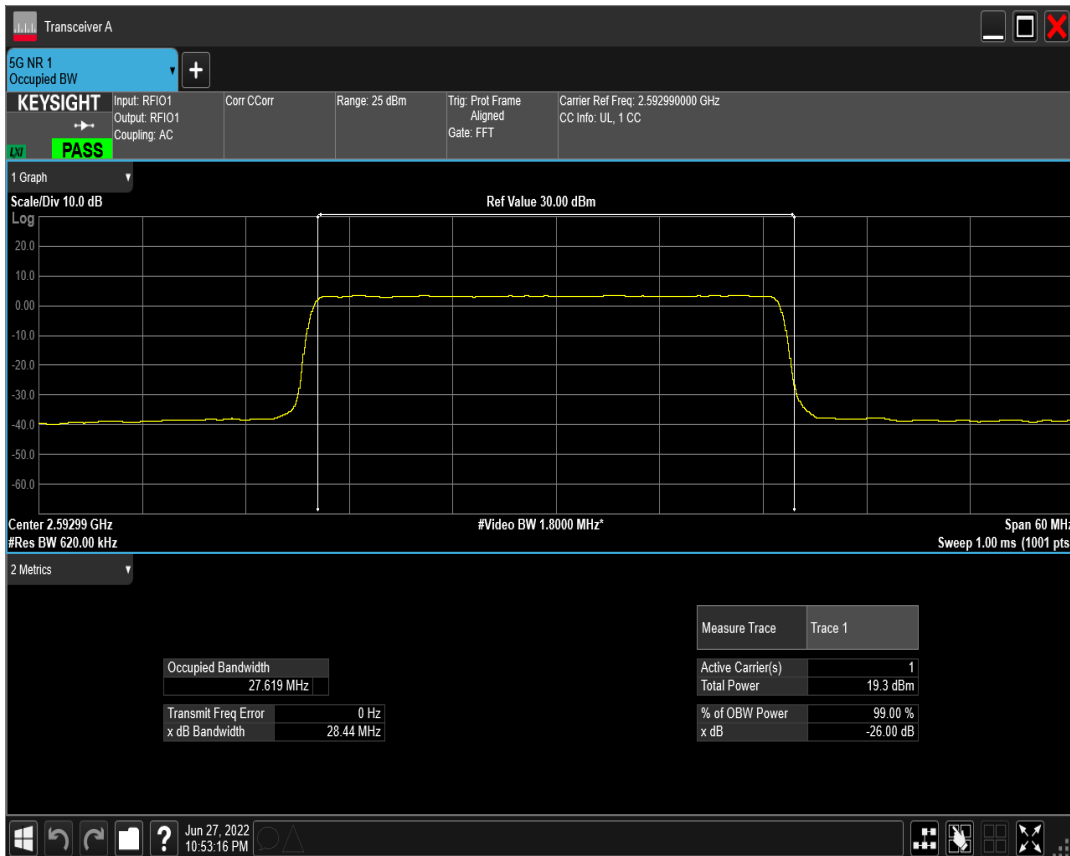 Transceiver A
5G NR 1
Occupied BW
KEYSIGHT
LXI
PASS
Input: RFIO1
Output: RFIO1
Coupling: AC
Corr CCorr
Range: 25 dBm
Trig: Prot Frame
Aligned
Gate: FFT
Carrier Ref Freq: 2.592990000 GHz
CC Info: UL, 1 CC
1 Graph
Scale/Div 10.0 dB
Ref Value 30.00 dBm
Log
20.0
10.0
0.00
-10.0
-20.0
-30.0
-40.0
-50.0
-60.0
Center 2.59299 GHz
#Video BW 1.8000 MHz*
Span 60 MHz
#Res BW 620.00 kHz
Sweep 1.00 ms (1001 pts
2 Metrics
Measure Trace Trace 1
Occupied Bandwidth
27.619 MHz
Active Carrier(s) 1
Total Power 19.3 dBm
Transmit Freq Error 0 Hz
x dB Bandwidth 28.44 MHz
% of OBW Power 99.00 %
x dB -26.00 dB
Jun 27, 2022
10:53:16 PM